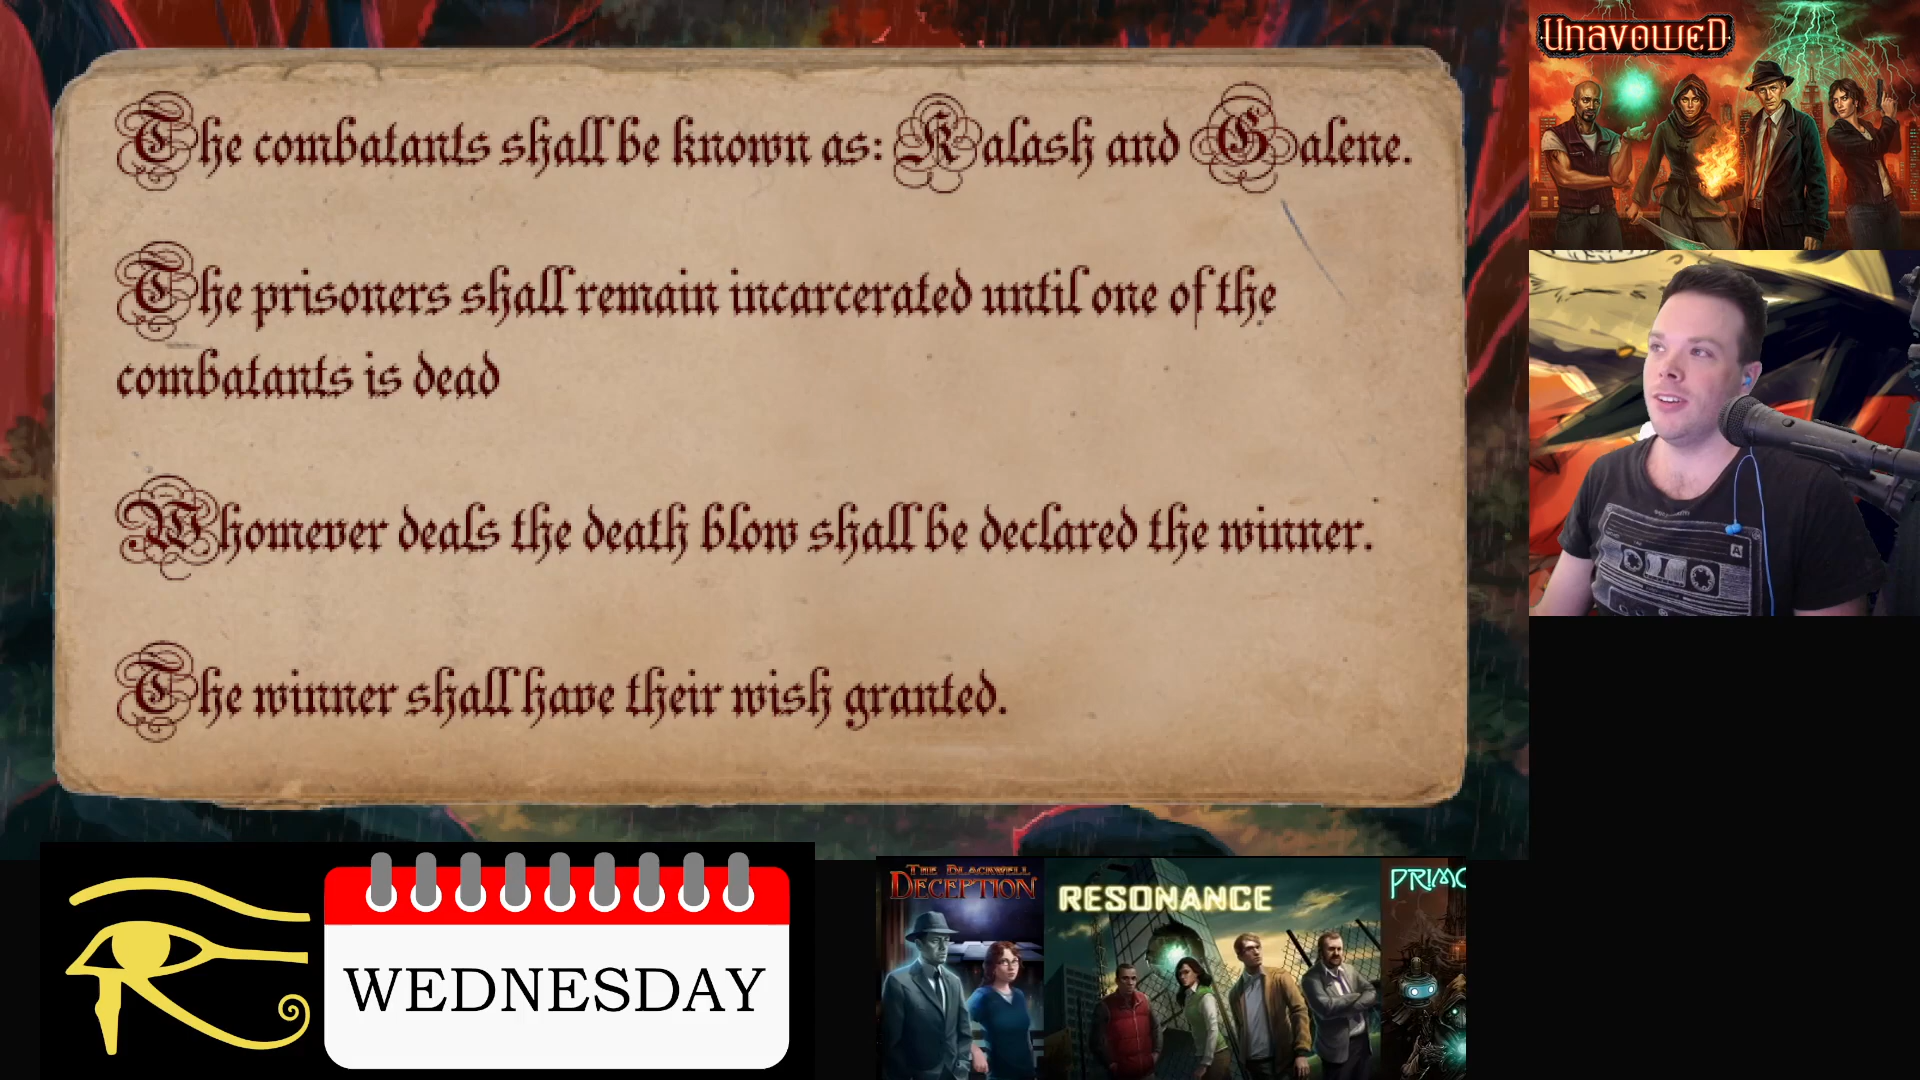 The combatants shall be known as: Kalash and Galene.
The prisoners shall remain incarcerated until one of the
combatants is dead
Whomever deals the death blow shall be declared the winner.
The winner shall have their wish granted.
UNAVOWED
A
WEDNESDAY
THE BLACKWELL
DECEPTION
RESONANCE